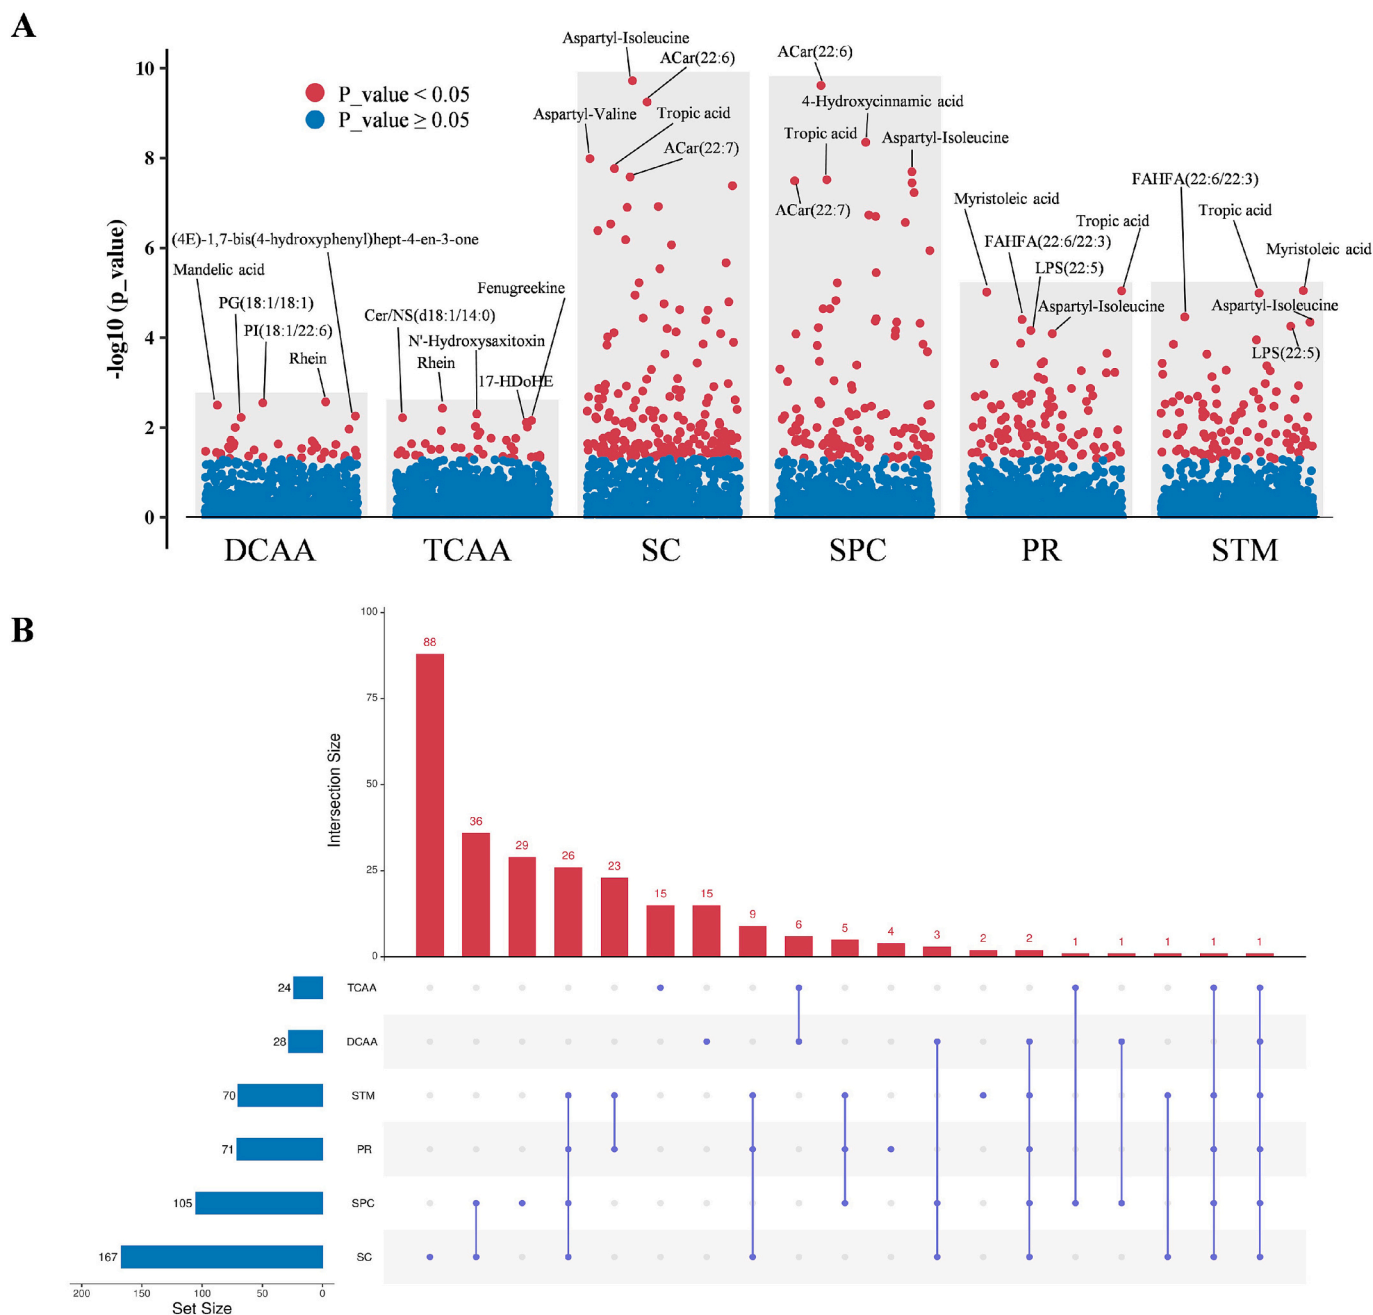 A
10
8
6
4
2
0
-log10 (p_value)
P_value < 0.05
P_value ≥ 0.05
Aspartyl-Isoleucine
ACar(22:6)
Aspartyl-Valine
Tropic acid
ACar(22:7)
ACar(22:6)
4-Hydroxycinnamic acid
Tropic acid
Aspartyl-Isoleucine
ACar(22:7)
(4E)-1,7-bis(4-hydroxyphenyl)hept-4-en-3-one
Mandelic acid
PG(18:1/18:1)
PI(18:1/22:6)
Rhein
Fenugreekine
Cer/NS(d18:1/14:0)
N'-Hydroxysaxitoxin
Rhein
17-HDoHE
Myristoleic acid
Tropic acid
FAHFA(22:6/22:3)
LPS(22:5)
Aspartyl-Isoleucine
FAHFA(22:6/22:3)
Tropic acid
Myristoleic acid
Aspartyl-Isoleucine
LPS(22:5)
DCAA TCAA SC SPC PR STM
B
100
75
50
25
0
Intersection Size
88 36 29 26 23 15 15 9 6 5 4 3 2 2 1 1 1 1 1
24 TCAA
28 DCAA
70 STM
71 PR
105 SPC
167 SC
200 150 100 50 0
Set Size